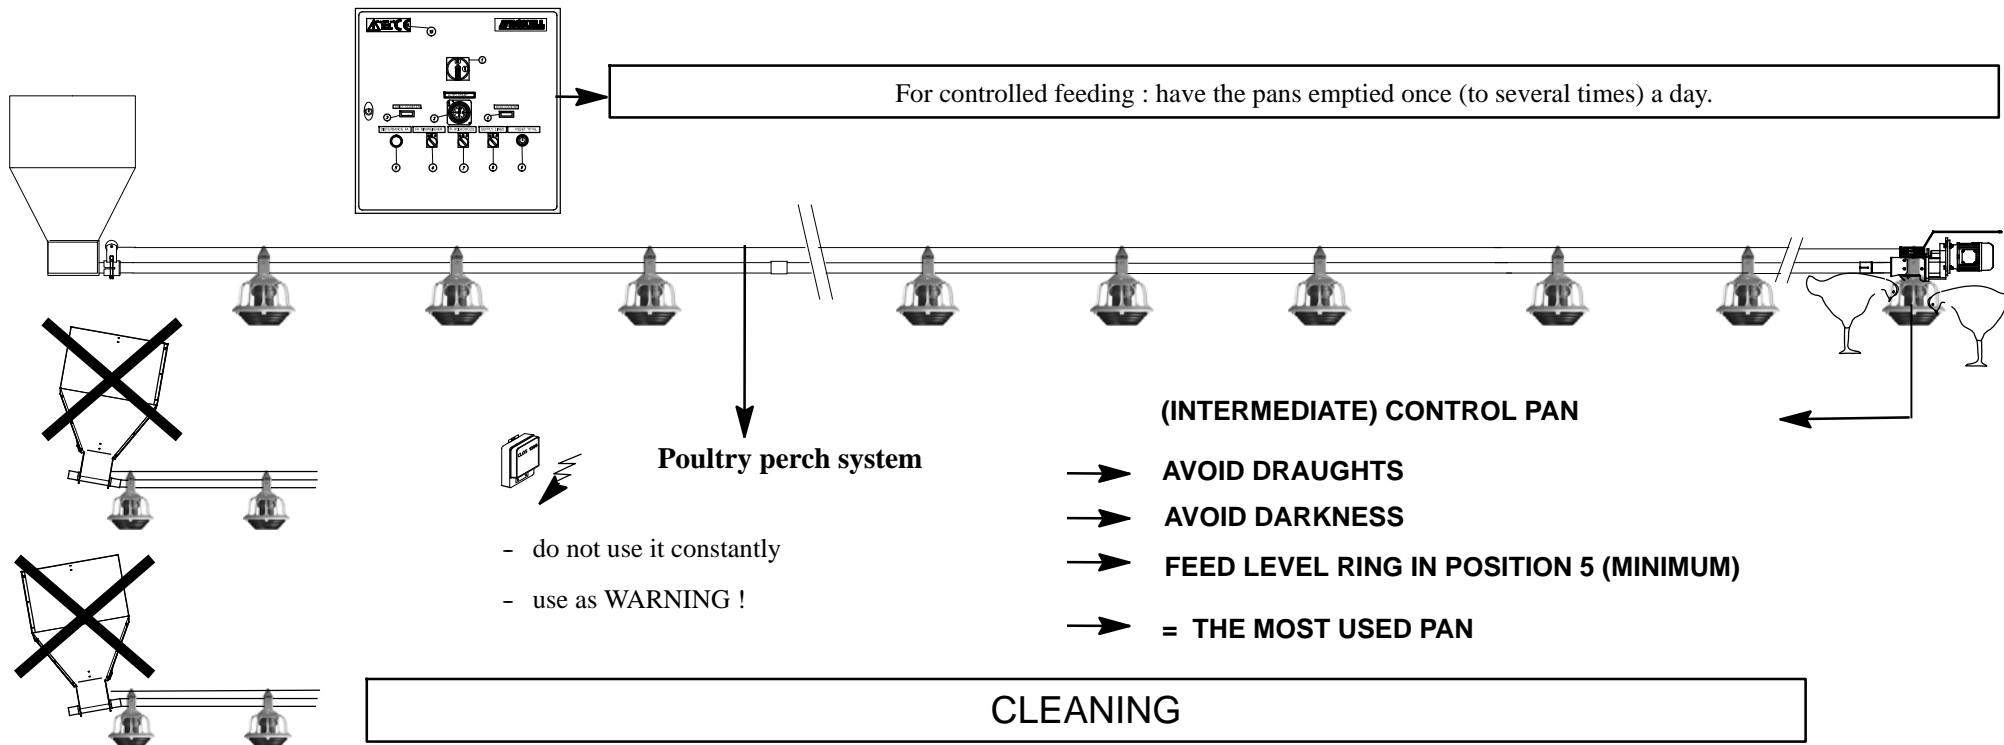 For controlled feeding : have the pans emptied once (to several times) a day.
(INTERMEDIATE) CONTROL PAN
Poultry perch system
AVOID DRAUGHTS
AVOID DARKNESS
- do not use it constantly
FEED LEVEL RING IN POSITION 5 (MINIMUM)
- use as WARNING !
= THE MOST USED PAN
CLEANING